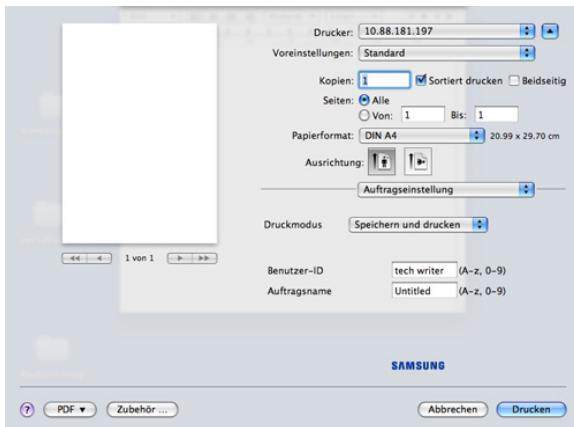 Drucker: 10.88.181.197
Voreinstellungen: Standard
Kopien: 1 Sortiert drucken Beidseitig
Seiten: Alle
Von: 1 Bis: 1
Papierformat: DIN A4 20.99 x 29.70 cm
Ausrichtung:
Auftragseinstellung
Druckmodus Speichern und drucken
1 von 1
Benutzer-ID tech writer (A-z, 0-9)
Auftragsname Untitled (A-z, 0-9)
SAMSUNG
? PDF ▼ Zubehör ... Abbrechen Drucken